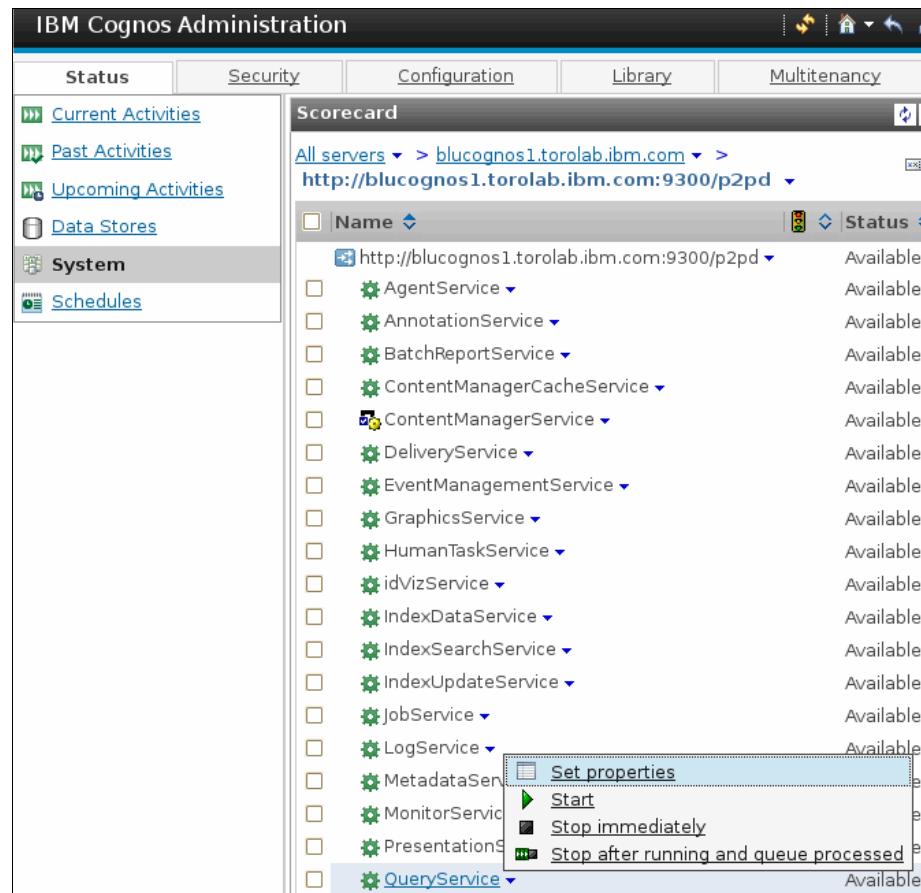 IBM Cognos Administration
Status Security Configuration Library Multitenancy
Current Activities
Past Activities
Upcoming Activities
Data Stores
System
Schedules
Scorecard
All servers > blucognos1.torolab.ibm.com >
http://blucognos1.torolab.ibm.com:9300/p2pd
Name Status
http://blucognos1.torolab.ibm.com:9300/p2pd Available
AgentService Available
AnnotationService Available
BatchReportService Available
ContentManagerCacheService Available
ContentManagerService Available
DeliveryService Available
EventManagementService Available
GraphicsService Available
HumanTaskService Available
idVizService Available
IndexDataService Available
IndexSearchService Available
IndexUpdateService Available
JobService Available
LogService Available
MetadataServ
MonitorServic
PresentationS
QueryService Available
Set properties
Start
Stop immediately
Stop after running and queue processed